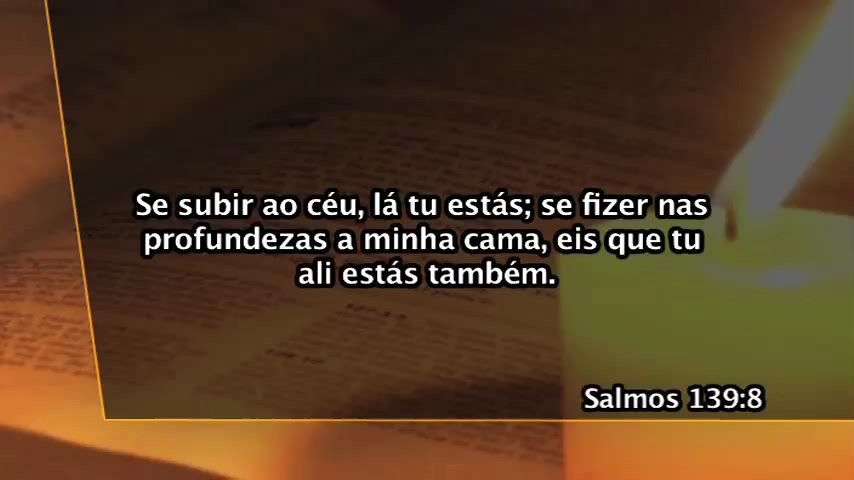 Se subir ao céu, lá tu estás; se fizer nas
profundezas a minha cama, eis que tu
ali estás também.
Salmos 139:8